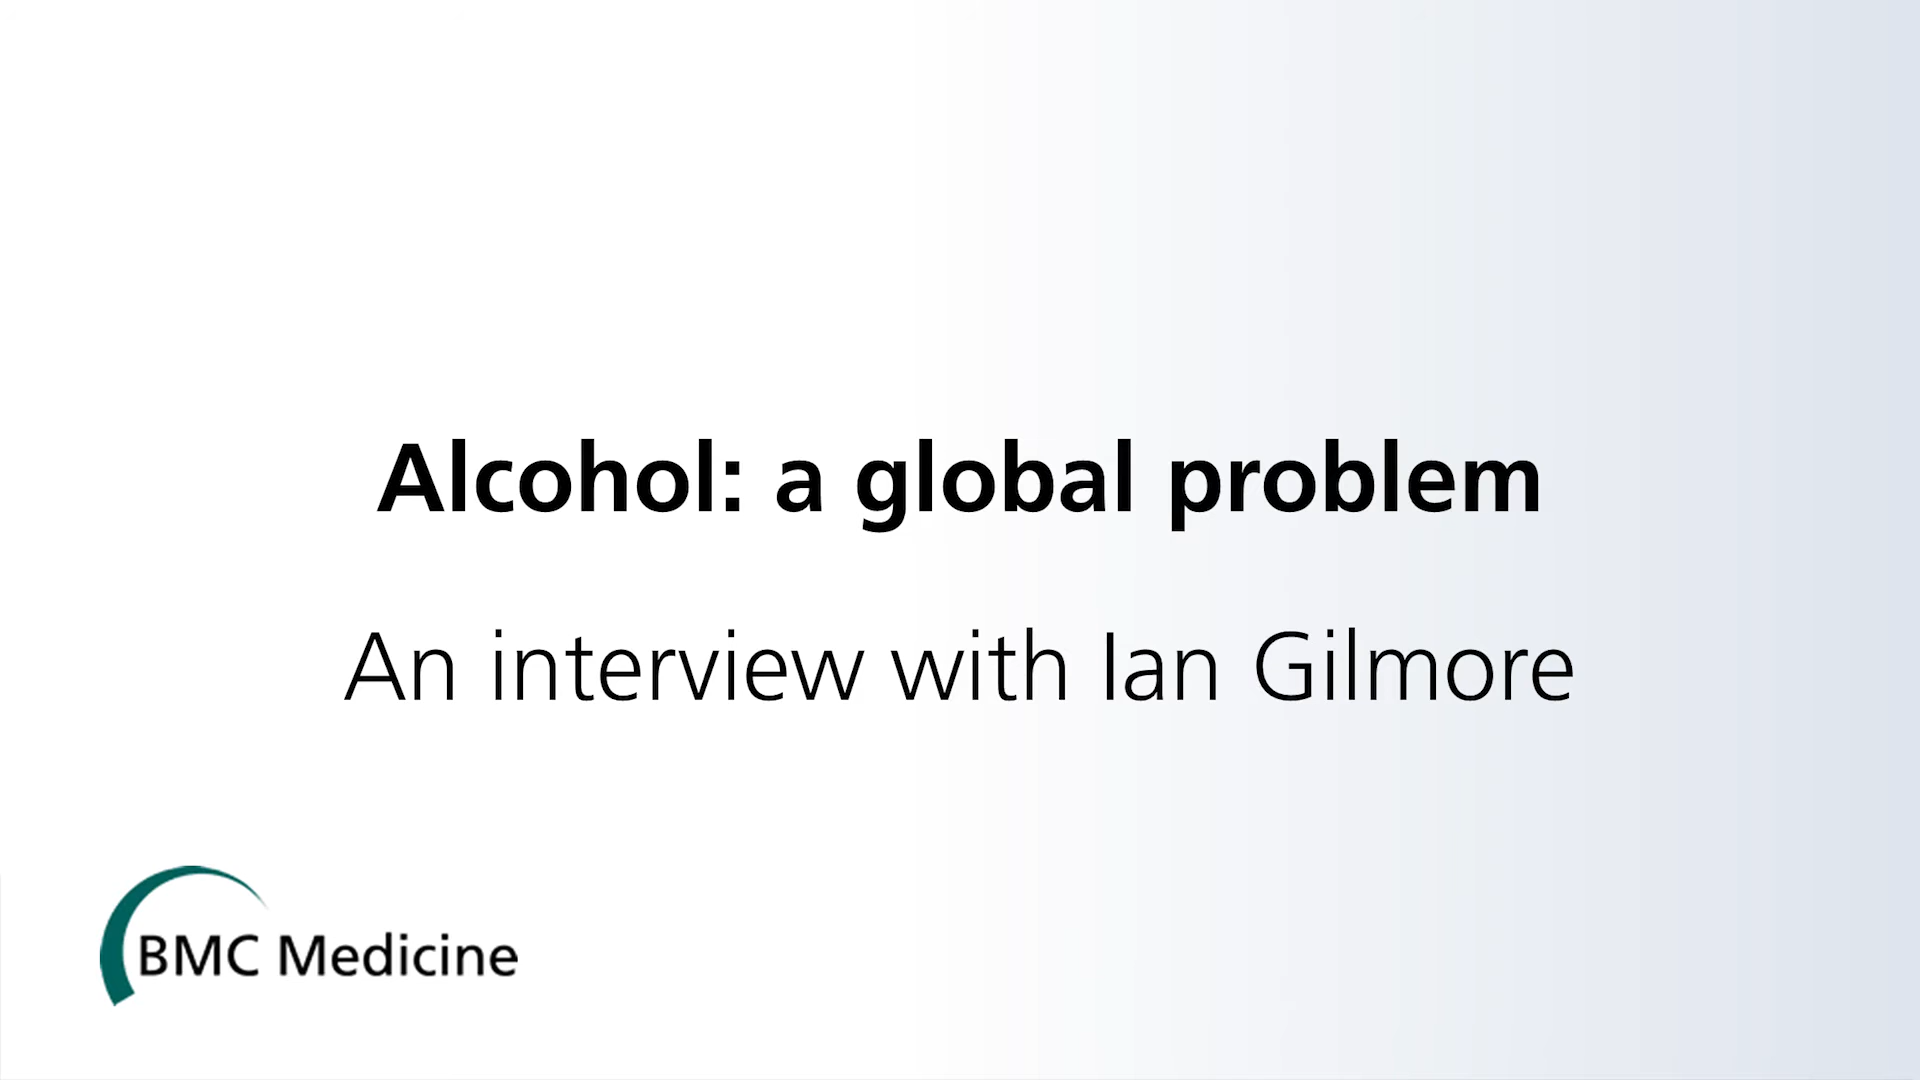 Alcohol: a global problem
An interview with Ian Gilmore
BMC Medicine